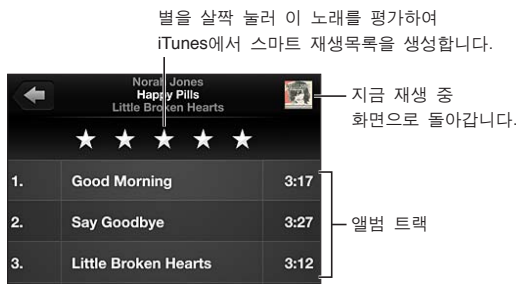 별을 살짝 눌러 이 노래를 평가하여
iTunes에서 스마트 재생목록을 생성합니다.
Norah Jones
Happy Pills
Little Broken Hearts
지금 재생 중
화면으로 돌아갑니다.
1. Good Morning 3:17
2. Say Goodbye 3:27
3. Little Broken Hearts 3:12
앨범 트랙